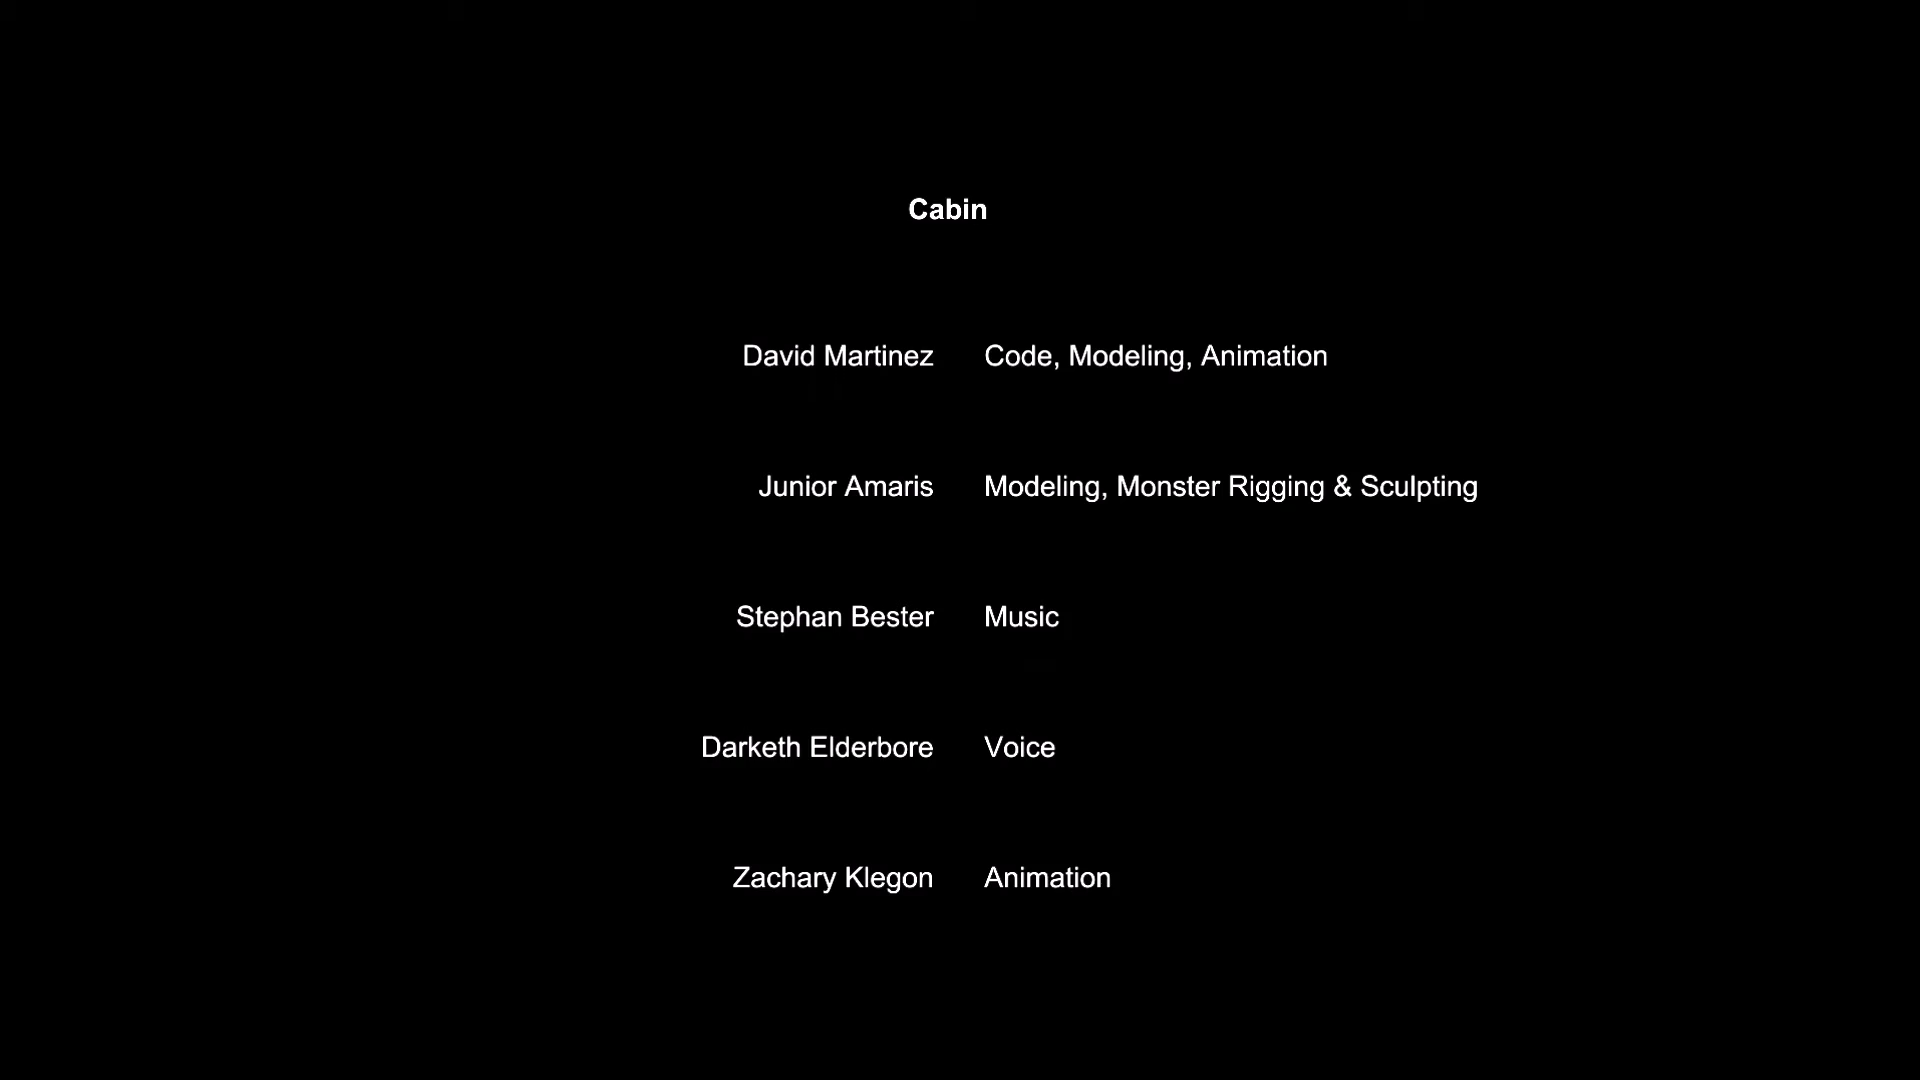 Cabin
David Martinez Code, Modeling, Animation
Junior Amaris Modeling, Monster Rigging & Sculpting
Stephan Bester Music
Darketh Elderbore Voice
Zachary Klegon Animation